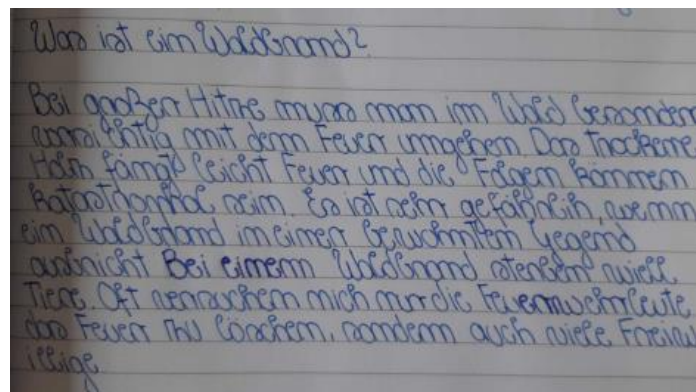 Was ist ein Waldbrand?
Bei großer Hitze muss man im Wald besonders
vorsichtig mit dem Feuer umgehen. Das trockene
Holz fängt leicht Feuer und die Folgen können
katastrophal sein. Es ist sehr gefährlich, wenn
ein Waldbrand in einer bewohnten Gegend
ausbricht. Bei einem Waldbrand sterben viele
Tiere. Oft versuchen nicht nur die Feuerwehrleute,
das Feuer zu löschen, sondern auch viele Freiw
illige